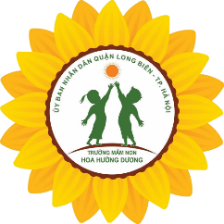 ỦY BAN NHÂN DÂN QUẬN LONG BIÊN - TP. HÀ NỘI
TRƯỜNG MẦM NON
HOA HƯỚNG DƯƠNG